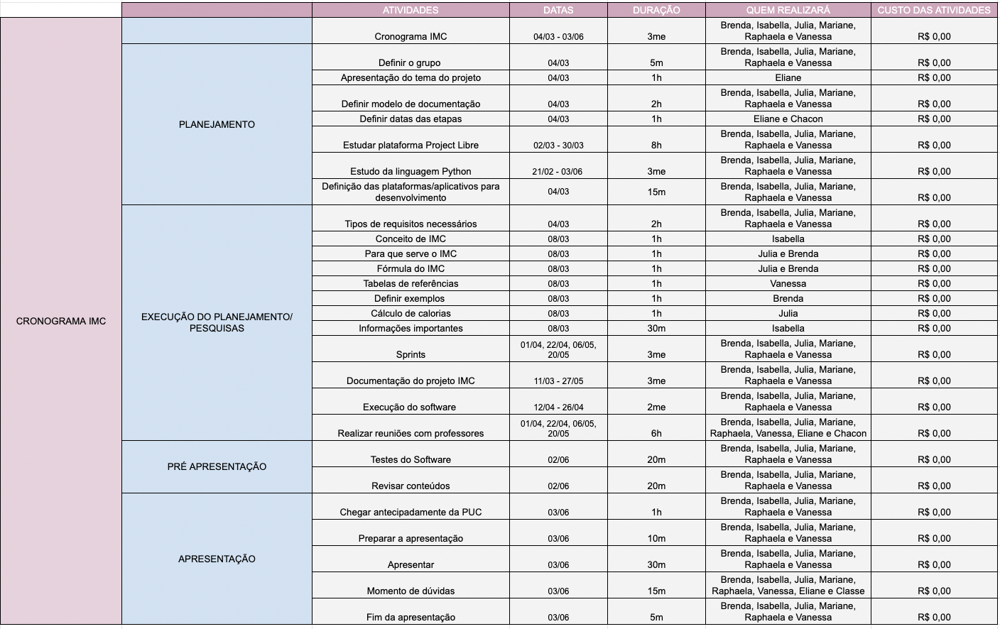 ATIVIDADES DATAS DURAÇÃO QUEM REALIZARÁ CUSTO DAS ATIVIDADES
CRONOGRAMA IMC
Cronograma IMC 04/03 - 03/06 3me Brenda, Isabella, Julia, Mariane,
Raphaela e Vanessa R$ 0,00
PLANEJAMENTO
Definir o grupo 04/03 5m Brenda, Isabella, Julia, Mariane,
Raphaela e Vanessa R$ 0,00
Apresentação do tema do projeto 04/03 1h Eliane R$ 0,00
Definir modelo de documentação 04/03 2h Brenda, Isabella, Julia, Mariane,
Raphaela e Vanessa R$ 0,00
Definir datas das etapas 04/03 1h Eliane e Chacon R$ 0,00
Estudar plataforma Project Libre 02/03 - 30/03 8h Brenda, Isabella, Julia, Mariane,
Raphaela e Vanessa R$ 0,00
Estudo da linguagem Python 21/02 - 03/06 3me Brenda, Isabella, Julia, Mariane,
Raphaela e Vanessa R$ 0,00
Definição das plataformas/aplicativos para
desenvolvimento 04/03 15m Brenda, Isabella, Julia, Mariane,
Raphaela e Vanessa R$ 0,00
EXECUÇÃO DO PLANEJAMENTO/
PESQUISAS
Tipos de requisitos necessários 04/03 2h Brenda, Isabella, Julia, Mariane,
Raphaela e Vanessa R$ 0,00
Conceito de IMC 08/03 1h Isabella R$ 0,00
Para que serve o IMC 08/03 1h Julia e Brenda R$ 0,00
Fórmula do IMC 08/03 1h Julia e Brenda R$ 0,00
Tabelas de referências 08/03 1h Vanessa R$ 0,00
Definir exemplos 08/03 1h Brenda R$ 0,00
Cálculo de calorias 08/03 1h Julia R$ 0,00
Informações importantes 08/03 30m Isabella R$ 0,00
Sprints 01/04, 22/04, 06/05,
20/05 3me Brenda, Isabella, Julia, Mariane,
Raphaela e Vanessa R$ 0,00
Documentação do projeto IMC 11/03 - 27/05 3me Brenda, Isabella, Julia, Mariane,
Raphaela e Vanessa R$ 0,00
Execução do software 12/04 - 26/04 2me Brenda, Isabella, Julia, Mariane,
Raphaela e Vanessa R$ 0,00
Realizar reuniões com professores 01/04, 22/04, 06/05,
20/05 6h Brenda, Isabella, Julia, Mariane,
Raphaela, Vanessa, Eliane e Chacon R$ 0,00
PRÉ APRESENTAÇÃO
Testes do Software 02/06 20m Brenda, Isabella, Julia, Mariane,
Raphaela e Vanessa R$ 0,00
Revisar conteúdos 02/06 20m Brenda, Isabella, Julia, Mariane,
Raphaela e Vanessa R$ 0,00
APRESENTAÇÃO
Chegar antecipadamente da PUC 03/06 1h Brenda, Isabella, Julia, Mariane,
Raphaela e Vanessa R$ 0,00
Preparar a apresentação 03/06 10m Brenda, Isabella, Julia, Mariane,
Raphaela e Vanessa R$ 0,00
Apresentar 03/06 30m Brenda, Isabella, Julia, Mariane,
Raphaela e Vanessa R$ 0,00
Momento de dúvidas 03/06 15m Brenda, Isabella, Julia, Mariane,
Raphaela, Vanessa, Eliane e Classe R$ 0,00
Fim da apresentação 03/06 5m Brenda, Isabella, Julia, Mariane,
Raphaela e Vanessa R$ 0,00